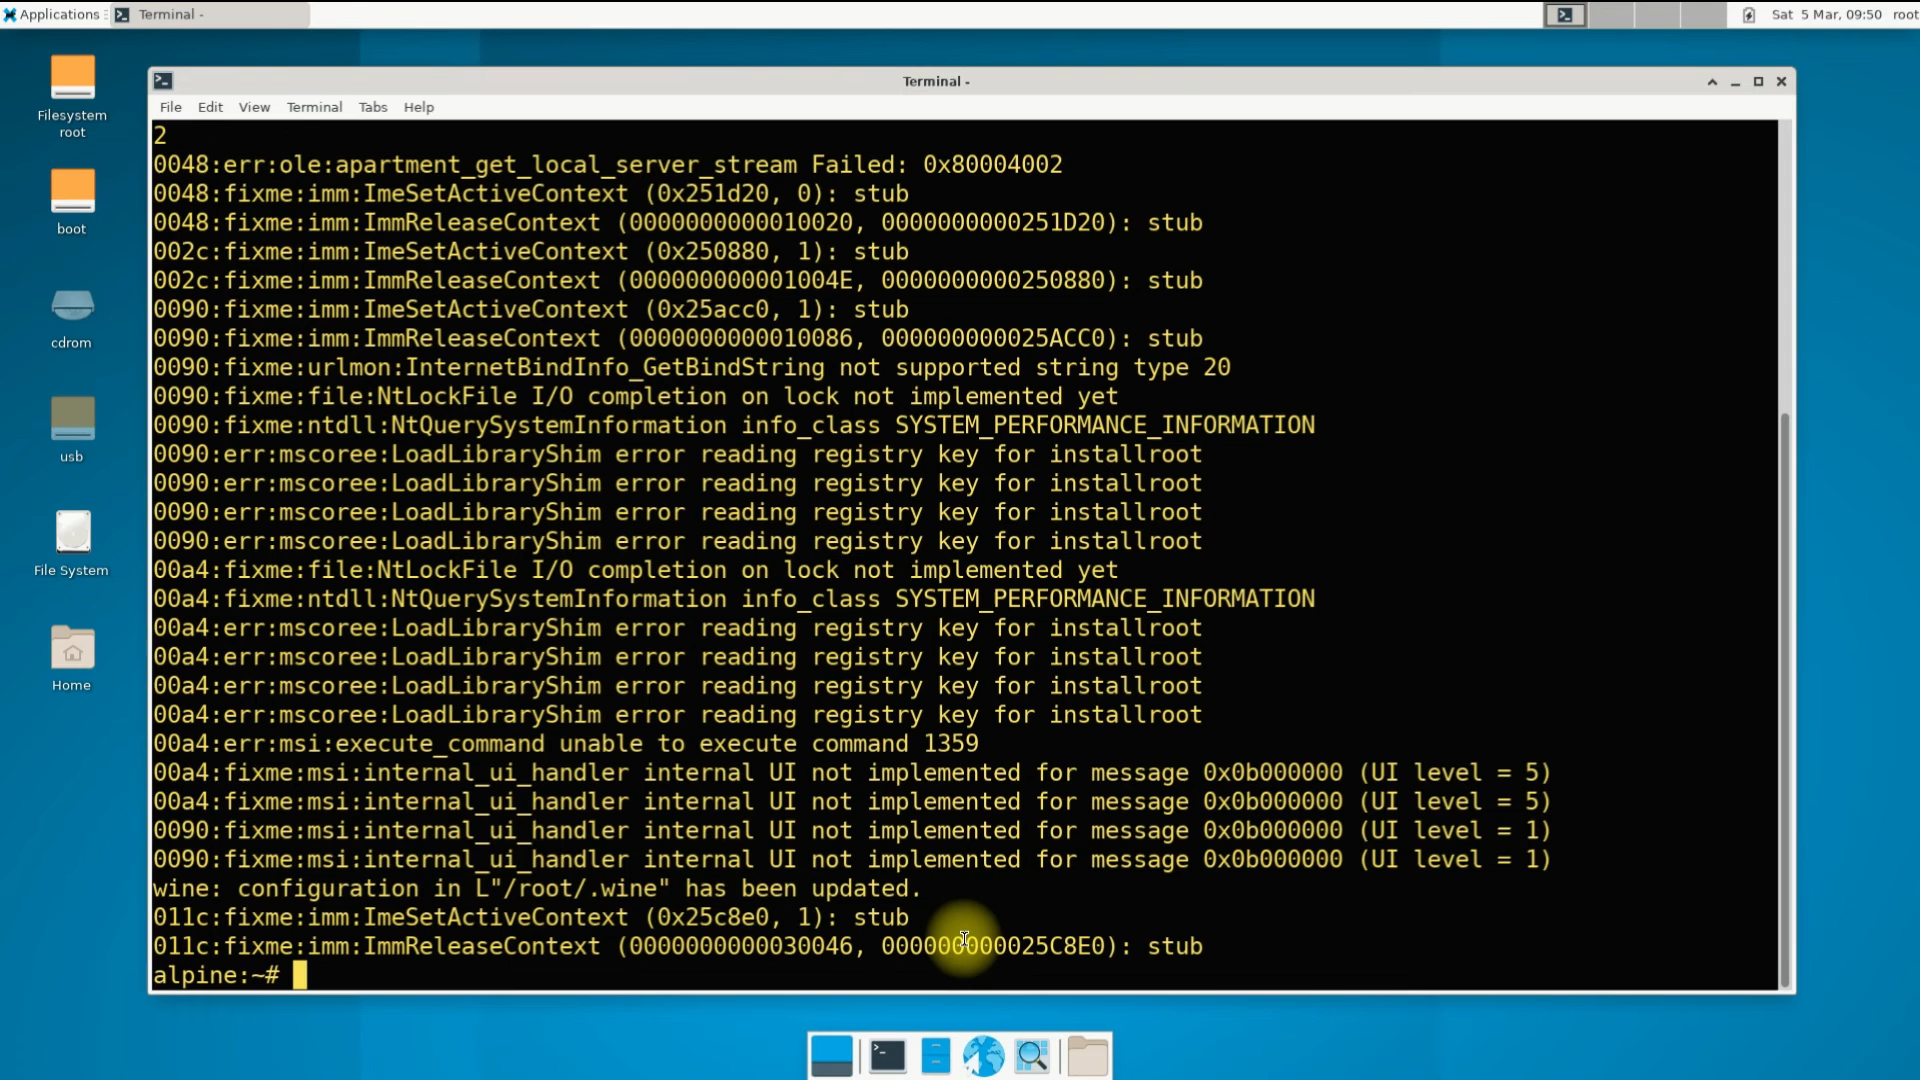 Applications
Terminal -
Sat 5 Mar, 09:50 root
Terminal -
File Edit View Terminal Tabs Help
2
0048:err:ole:apartment_get_local_server_stream Failed: 0x80004002
0048:fixme:imm:ImeSetActiveContext (0x251d20, 0): stub
0048:fixme:imm:ImmReleaseContext (0000000000010020, 0000000000251D20): stub
002c:fixme:imm:ImeSetActiveContext (0x250880, 1): stub
002c:fixme:imm:ImmReleaseContext (000000000001004E, 0000000000250880): stub
0090:fixme:imm:ImeSetActiveContext (0x25acc0, 1): stub
0090:fixme:imm:ImmReleaseContext (0000000000010086, 000000000025ACC0): stub
0090:fixme:urlmon:InternetBindInfo_GetBindString not supported string type 20
0090:fixme:file:NtLockFile I/O completion on lock not implemented yet
0090:fixme:ntdll:NtQuerySystemInformation info_class SYSTEM_PERFORMANCE_INFORMATION
0090:err:mscoree:LoadLibraryShim error reading registry key for installroot
0090:err:mscoree:LoadLibraryShim error reading registry key for installroot
0090:err:mscoree:LoadLibraryShim error reading registry key for installroot
0090:err:mscoree:LoadLibraryShim error reading registry key for installroot
00a4:fixme:file:NtLockFile I/O completion on lock not implemented yet
00a4:fixme:ntdll:NtQuerySystemInformation info_class SYSTEM_PERFORMANCE_INFORMATION
00a4:err:mscoree:LoadLibraryShim error reading registry key for installroot
00a4:err:mscoree:LoadLibraryShim error reading registry key for installroot
00a4:err:mscoree:LoadLibraryShim error reading registry key for installroot
00a4:err:mscoree:LoadLibraryShim error reading registry key for installroot
00a4:err:msi:execute_command unable to execute command 1359
00a4:fixme:msi:internal_ui_handler internal UI not implemented for message 0x0b000000 (UI level = 5)
00a4:fixme:msi:internal_ui_handler internal UI not implemented for message 0x0b000000 (UI level = 5)
0090:fixme:msi:internal_ui_handler internal UI not implemented for message 0x0b000000 (UI level = 1)
0090:fixme:msi:internal_ui_handler internal UI not implemented for message 0x0b000000 (UI level = 1)
wine: configuration in L"/root/.wine" has been updated.
011c:fixme:imm:ImeSetActiveContext (0x25c8e0, 1): stub
011c:fixme:imm:ImmReleaseContext (0000000000030046, 000000000025C8E0): stub
alpine:~#
Filesystem
root
boot
cdrom
usb
File System
Home